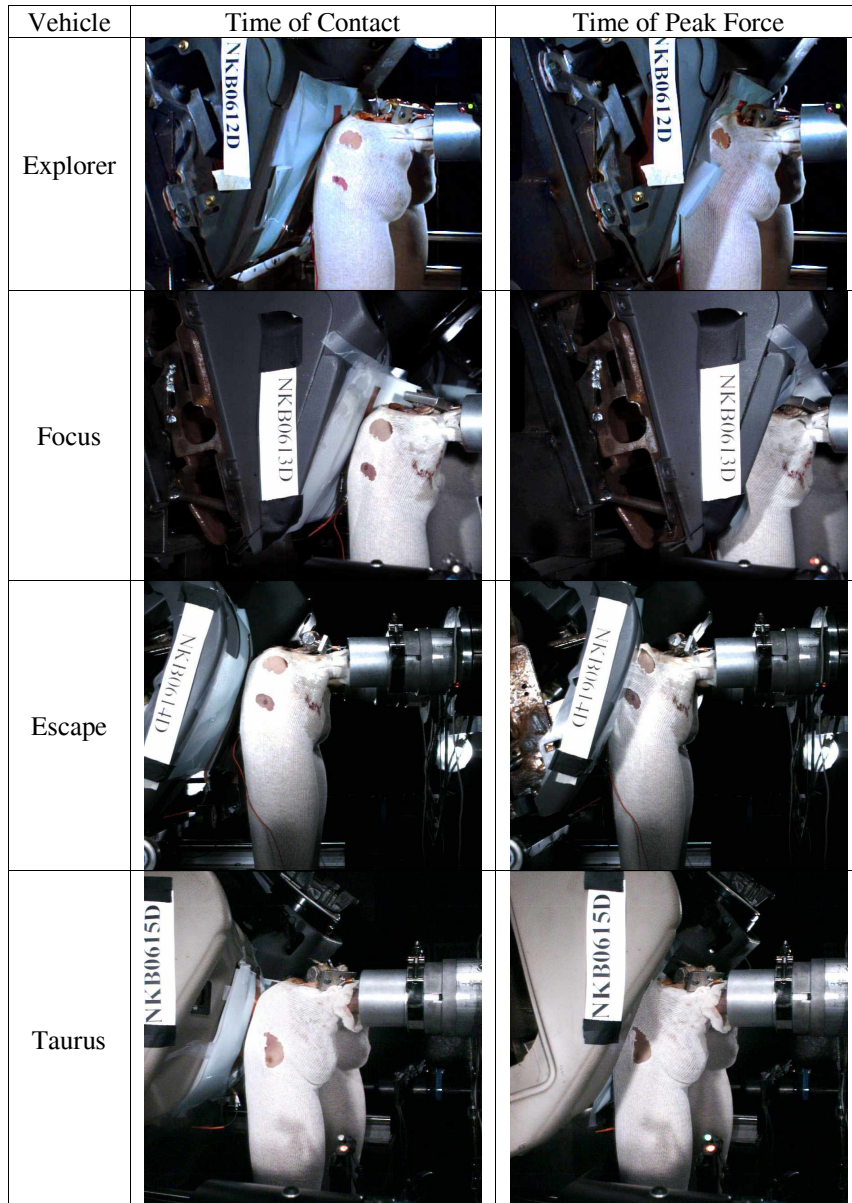 Vehicle Time of Contact Time of Peak Force
Explorer
NKB0612D
NKB0612D
Focus
NKB0613D
NKB0613D
Escape
NKB0614D
NKB0614D
Taurus
NKB0615D
NKB0615D